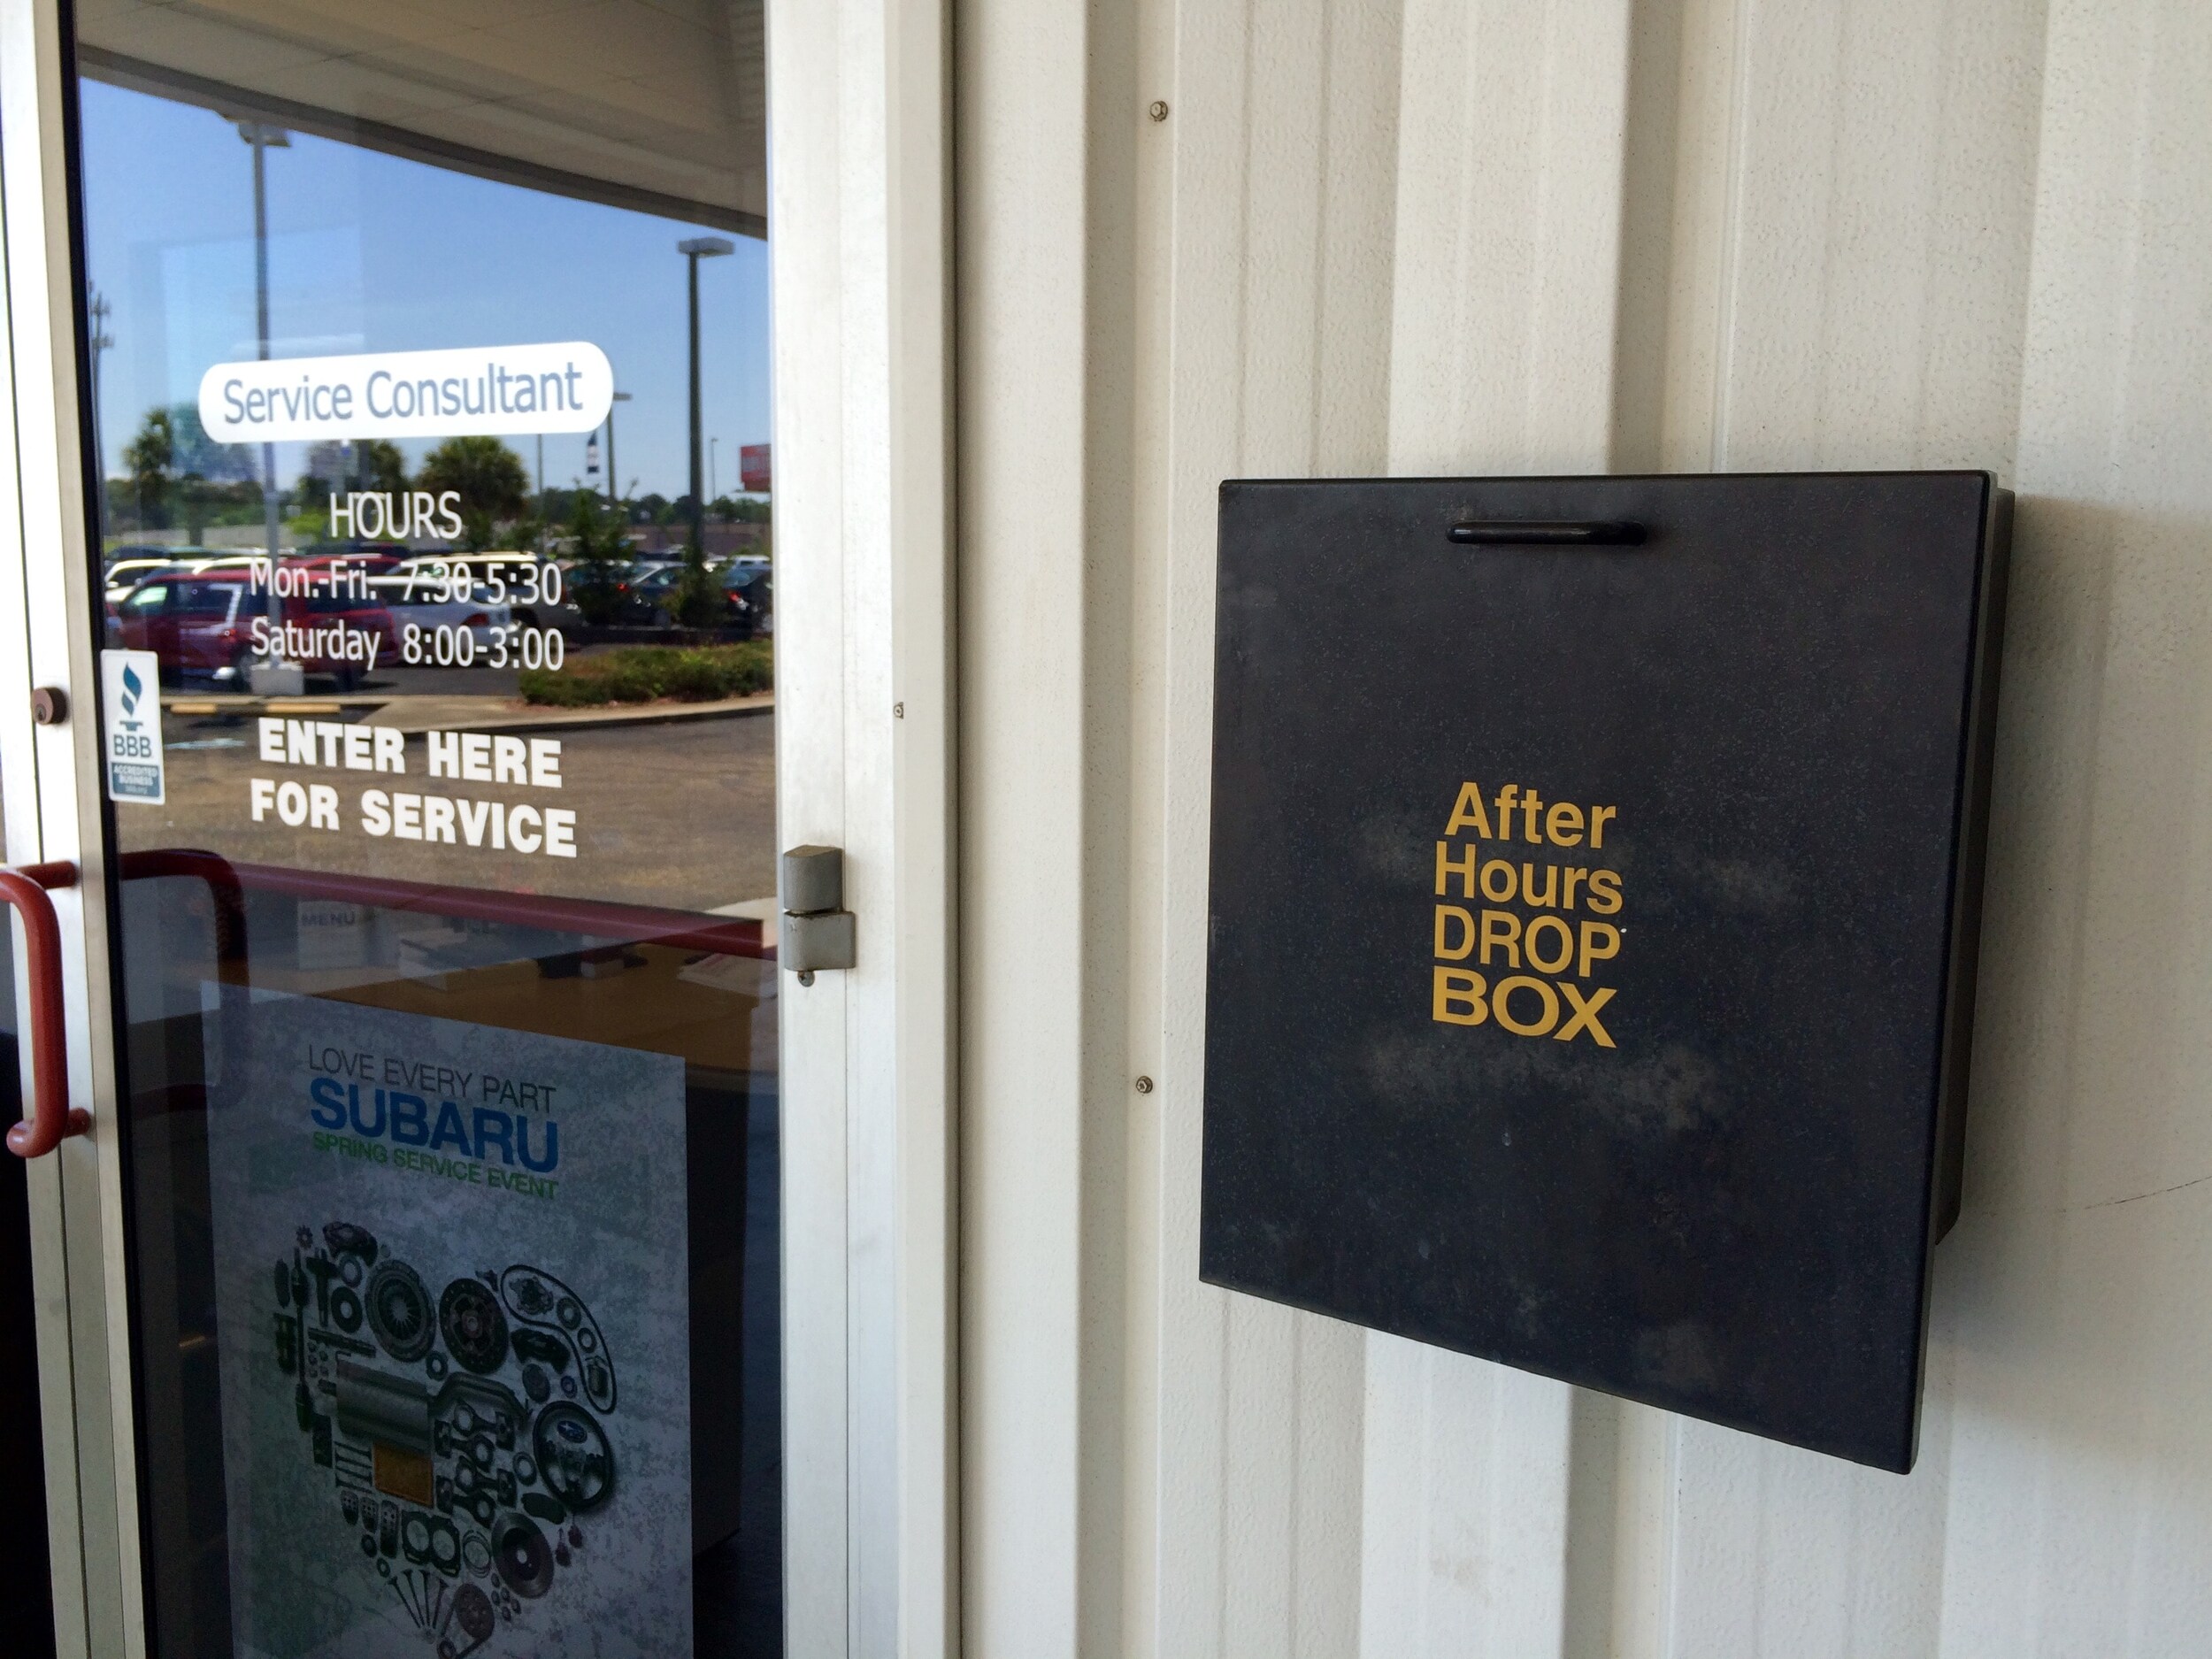 Service Consultant
HOURS
Mon.-Fri. 7:30-5:30
Saturday 8:00-3:00
BBB
ACCREDITED
BUSINESS
ENTER HERE
FOR SERVICE
MENU
LOVE EVERY PART
SUBARU
SPRING SERVICE EVENT
After
Hours
DROP
BOX